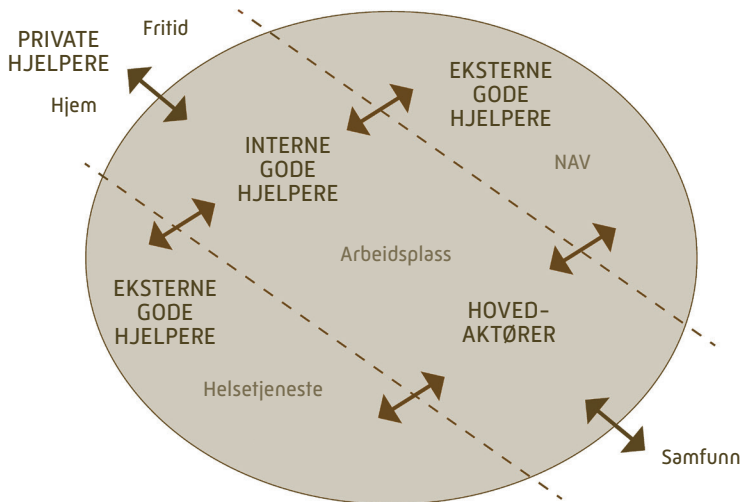 Fritid
PRIVATE
HJELPERE
Hjem
EKSTERNE
GODE
HJELPERE
NAV
INTERNE
GODE
HJELPERE
Arbeidsplass
EKSTERNE
GODE
HJELPERE
HOVED-
AKTØRER
Helsetjeneste
Samfunn